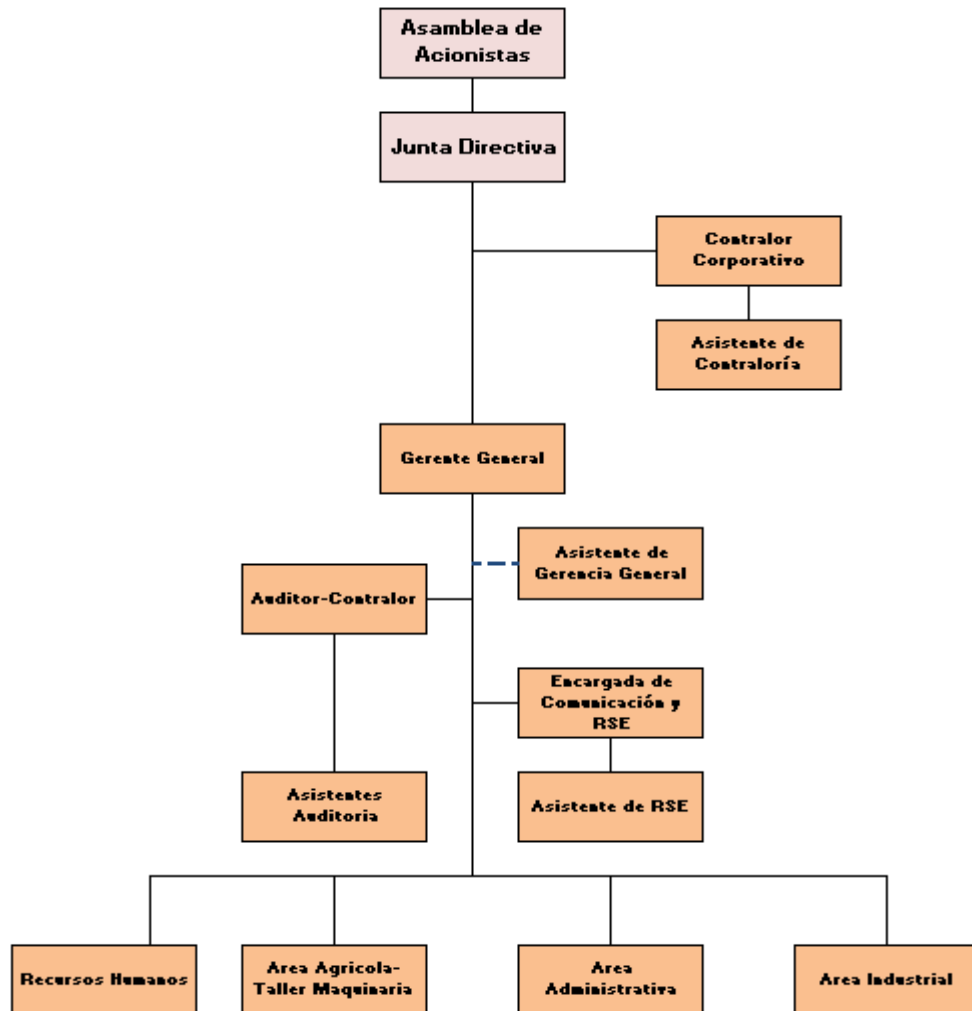 Asamblea de
Acionistas
Junta Directiva
Contralor
Corporativo
Asistente de
Contraloría
Gerente General
Asistente de
Gerencia General
Auditor-Contralor
Encargada de
Comunicación y
RSE
Asistentes
Auditoria
Asistente de RSE
Recursos Humanos
Area Agricola-
Taller Maquinaria
Area
Administrativa
Area Industrial